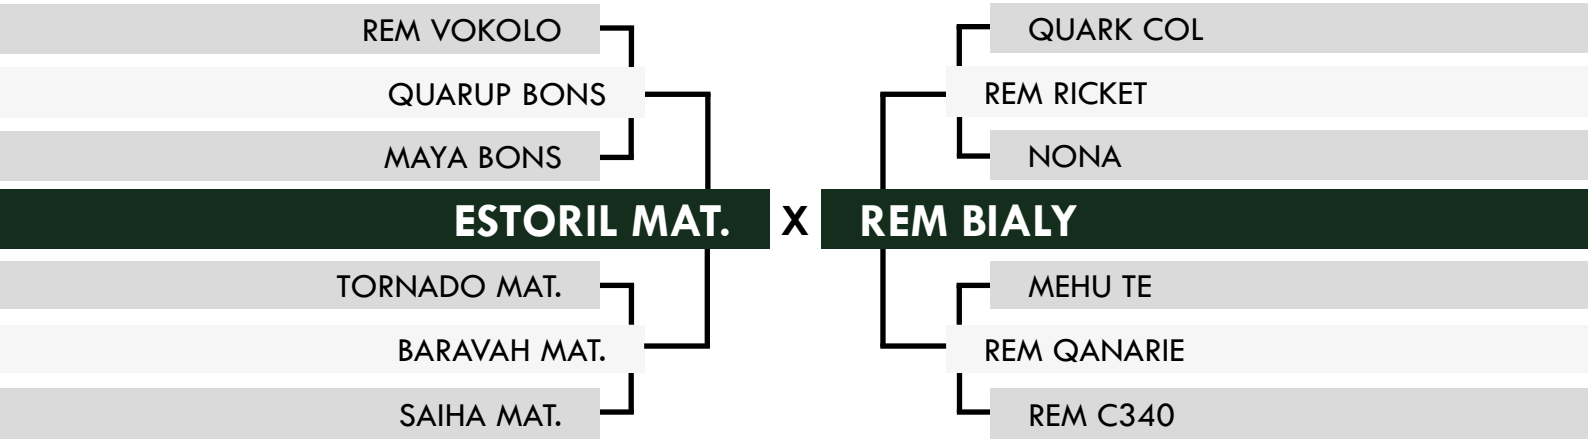 REM VOKOLO
QUARK COL
QUARUP BONS
REM RICKET
MAYA BONS
NONA
ESTORIL MAT. X REM BIALY
TORNADO MAT.
MEHU TE
BARAVAH MAT.
REM QANARIE
SAIHA MAT.
REM C340